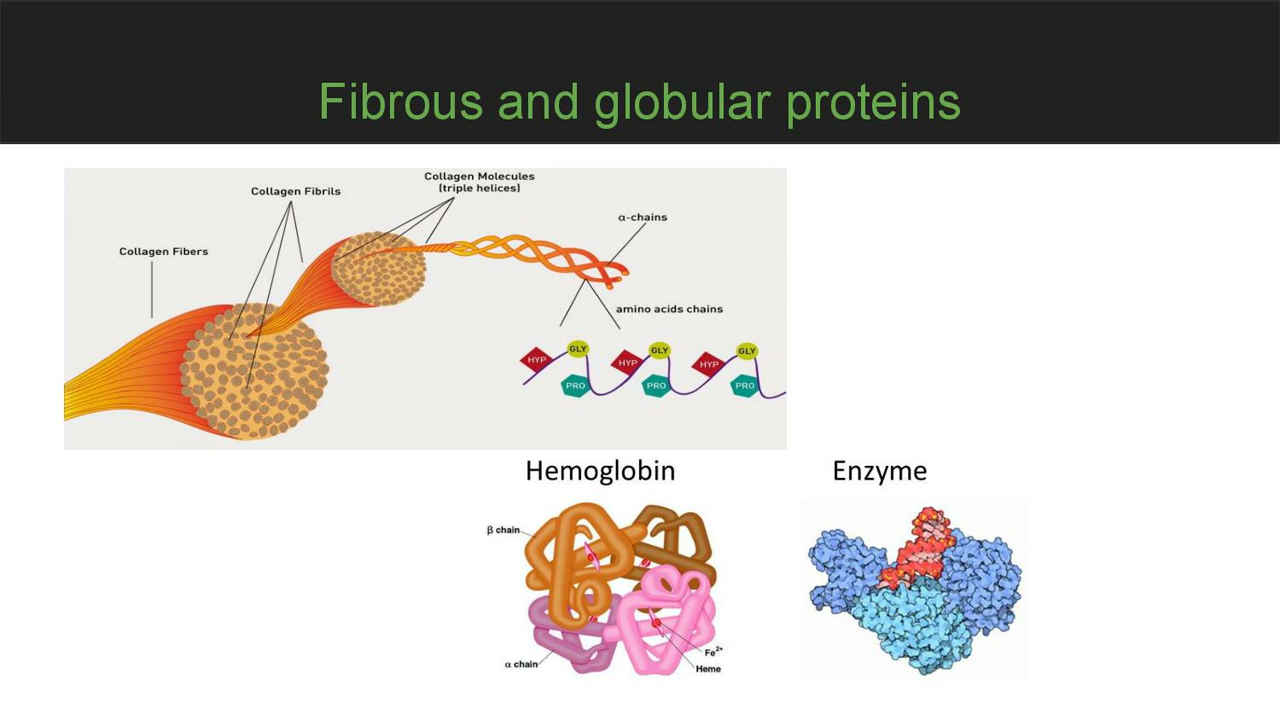 Fibrous and globular proteins
Collagen Molecules
(triple helices)
Collagen Fibrils
α-chains
Collagen Fibers
amino acids chains
HYP
GLY
PRO
HYP
GLY
PRO
HYP
GLY
PRO
Hemoglobin
Enzyme
β chain
α chain
Fe²⁺
Heme